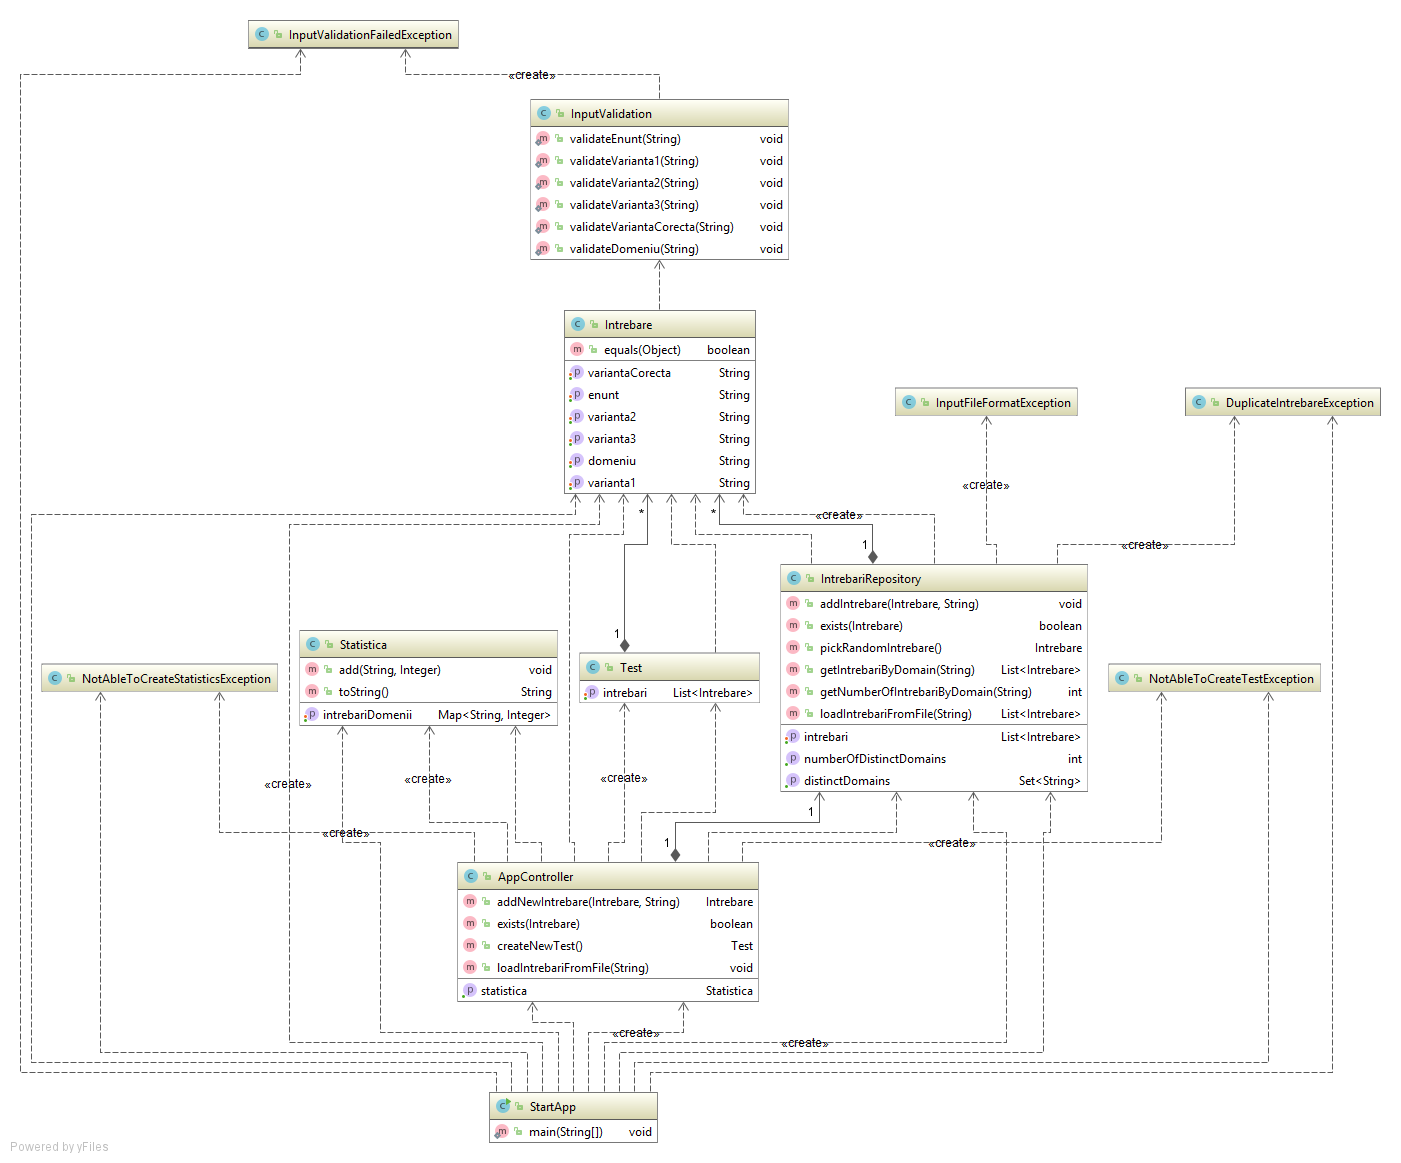 InputValidationFailedException
«create»
InputValidation
validateEnunt(String) void
validateVarianta1(String) void
validateVarianta2(String) void
validateVarianta3(String) void
validateVariantaCorecta(String) void
validateDomeniu(String) void
Intrebare
equals(Object) boolean
variantaCorecta String
enunt String
varianta2 String
varianta3 String
domeniu String
varianta1 String
InputFileFormatException
DuplicateIntrebareException
«create»
* * «create»
1 «create»
IntrebariRepository
addIntrebare(Intrebare, String) void
exists(Intrebare) boolean
pickRandomIntrebare() Intrebare
getIntrebariByDomain(String) List<Intrebare>
getNumberOfIntrebariByDomain(String) int
loadIntrebariFromFile(String) List<Intrebare>
intrebari List<Intrebare>
numberOfDistinctDomains int
distinctDomains Set<String>
1
Statistica
add(String, Integer) void
toString() String
intrebariDomenii Map<String, Integer>
Test
intrebari List<Intrebare>
NotAbleToCreateStatisticsException
NotAbleToCreateTestException
«create» «create» «create»
1
«create» 1 «create»
AppController
addNewIntrebare(Intrebare, String) Intrebare
exists(Intrebare) boolean
createNewTest() Test
loadIntrebariFromFile(String) void
statistica Statistica
«create»
«create»
StartApp
main(String[]) void
Powered by yFiles